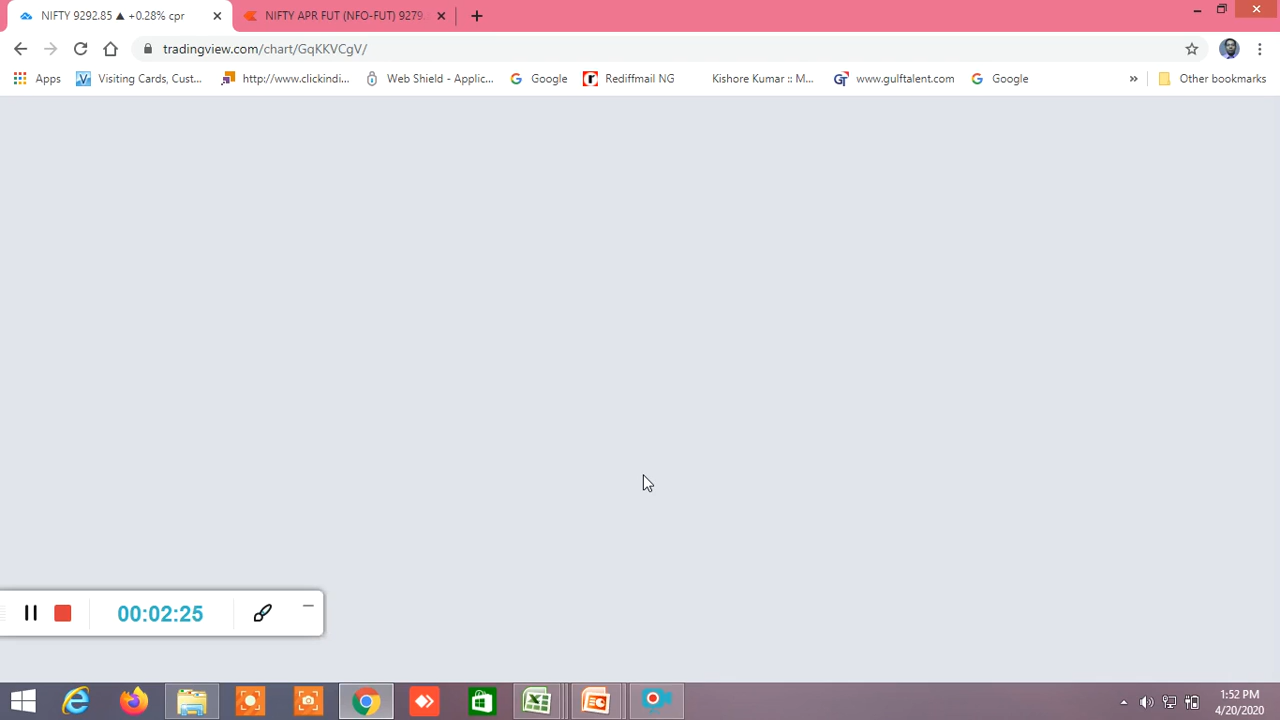 NIFTY 9292.85 ▲ +0.28% cpr
NIFTY APR FUT (NFO-FUT) 9279.
tradingview.com/chart/GqKKVCgV/
Apps
Visiting Cards, Cust...
http://www.clickindi...
Web Shield - Applic...
Google
Rediffmail NG
Kishore Kumar :: M...
www.gulftalent.com
Google
»
Other bookmarks
00:02:25
1:52 PM
4/20/2020